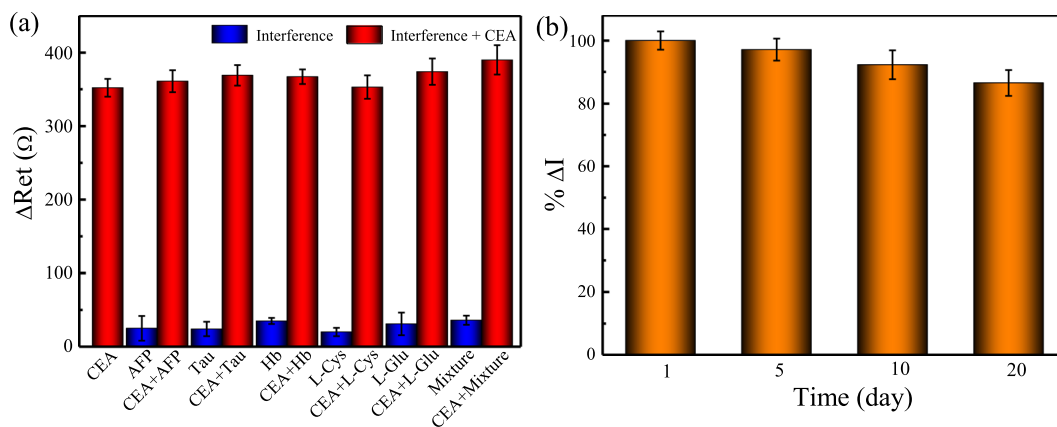 (a)
Interference
Interference + CEA
400
300
200
100
0
ΔRet (Ω)
CEA
AFP
CEA+AFP
Tau
CEA+Tau
Hb
CEA+Hb
L-Cys
CEA+L-Cys
L-Glu
CEA+L-Glu
Mixture
CEA+Mixture
(b)
100
80
60
40
20
0
% ΔI
1 5 10 20
Time (day)